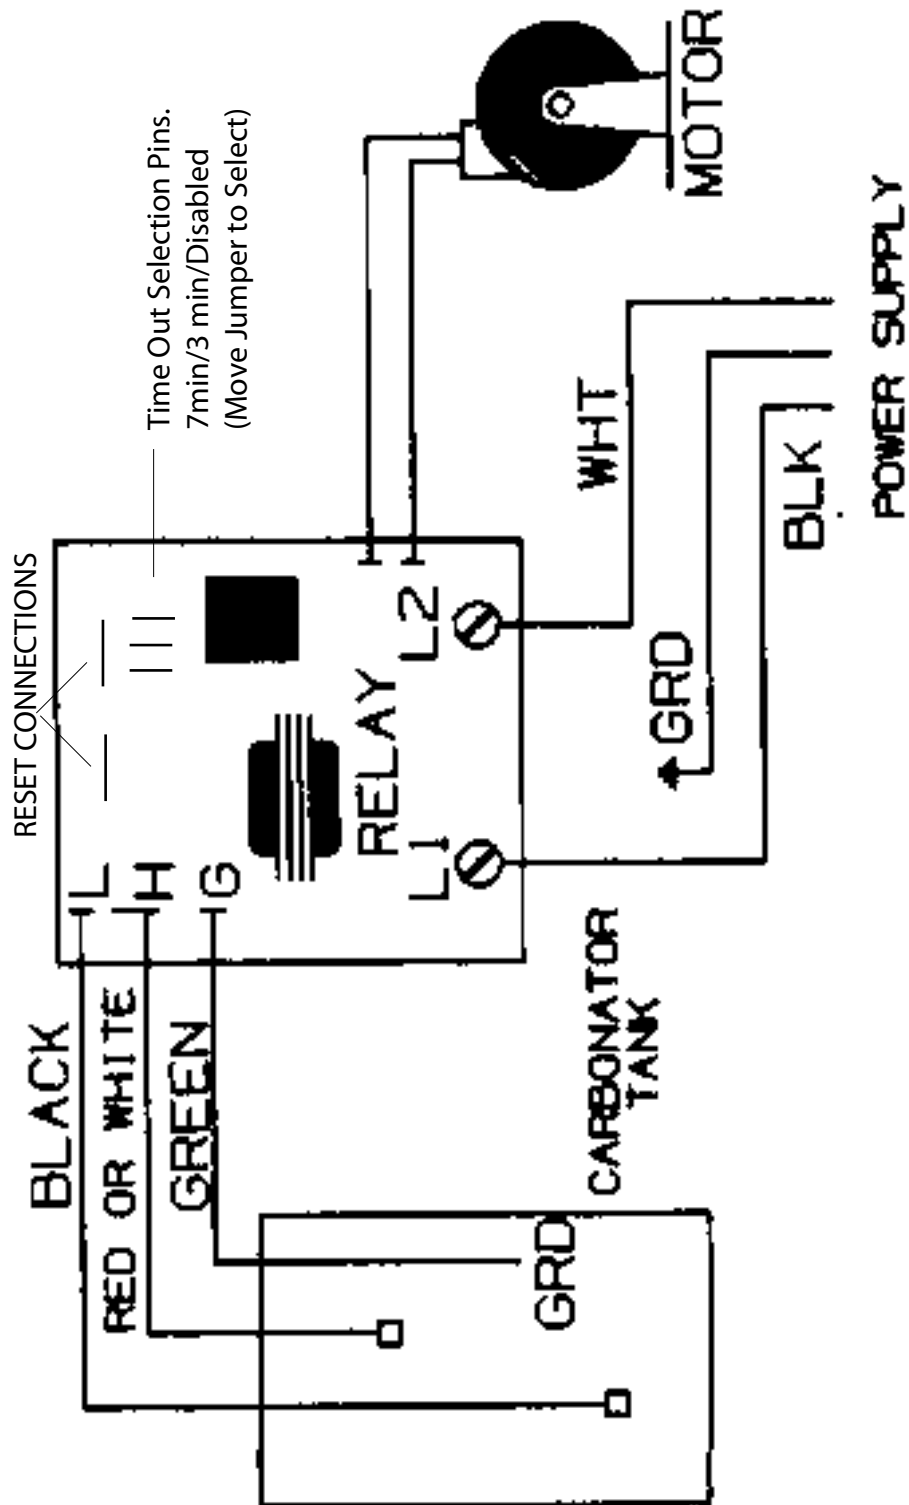 RESET CONNECTIONS
Time Out Selection Pins.
7min/3 min/Disabled
(Move Jumper to Select)
L
H
G
RELAY
L1
L2
MOTOR
BLACK
RED OR WHITE
GREEN
WHT
GRD
BLK
POWER SUPPLY
CARBONATOR
TANK
GRD